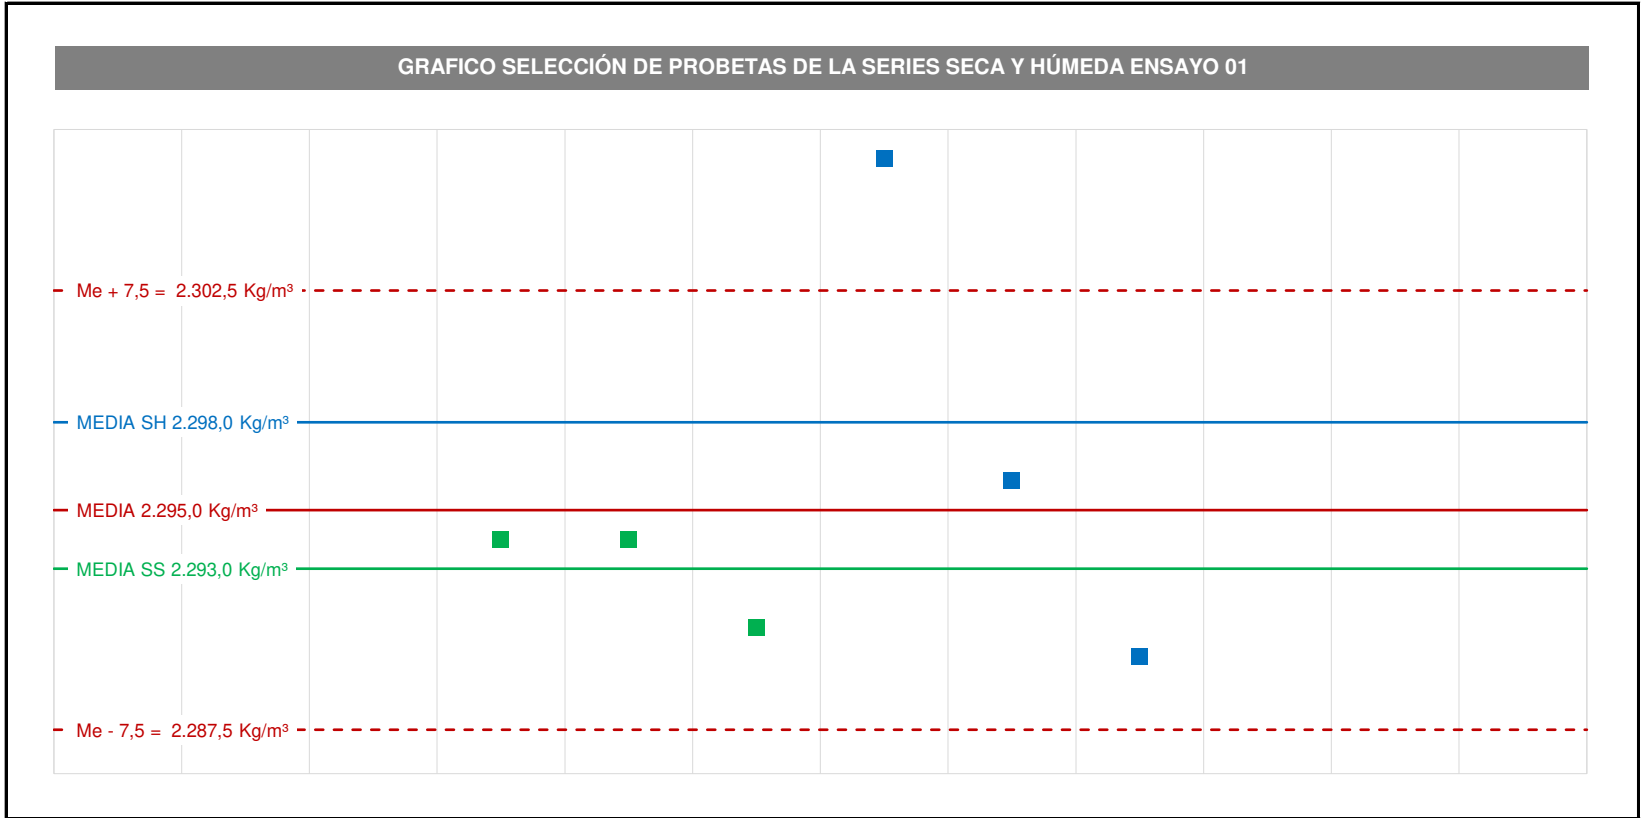 GRAFICO SELECCIÓN DE PROBETAS DE LA SERIES SECA Y HÚMEDA ENSAYO 01
Me + 7,5 =  2.302,5 Kg/m³
MEDIA SH 2.298,0 Kg/m³
MEDIA 2.295,0 Kg/m³
MEDIA SS 2.293,0 Kg/m³
Me - 7,5 =  2.287,5 Kg/m³